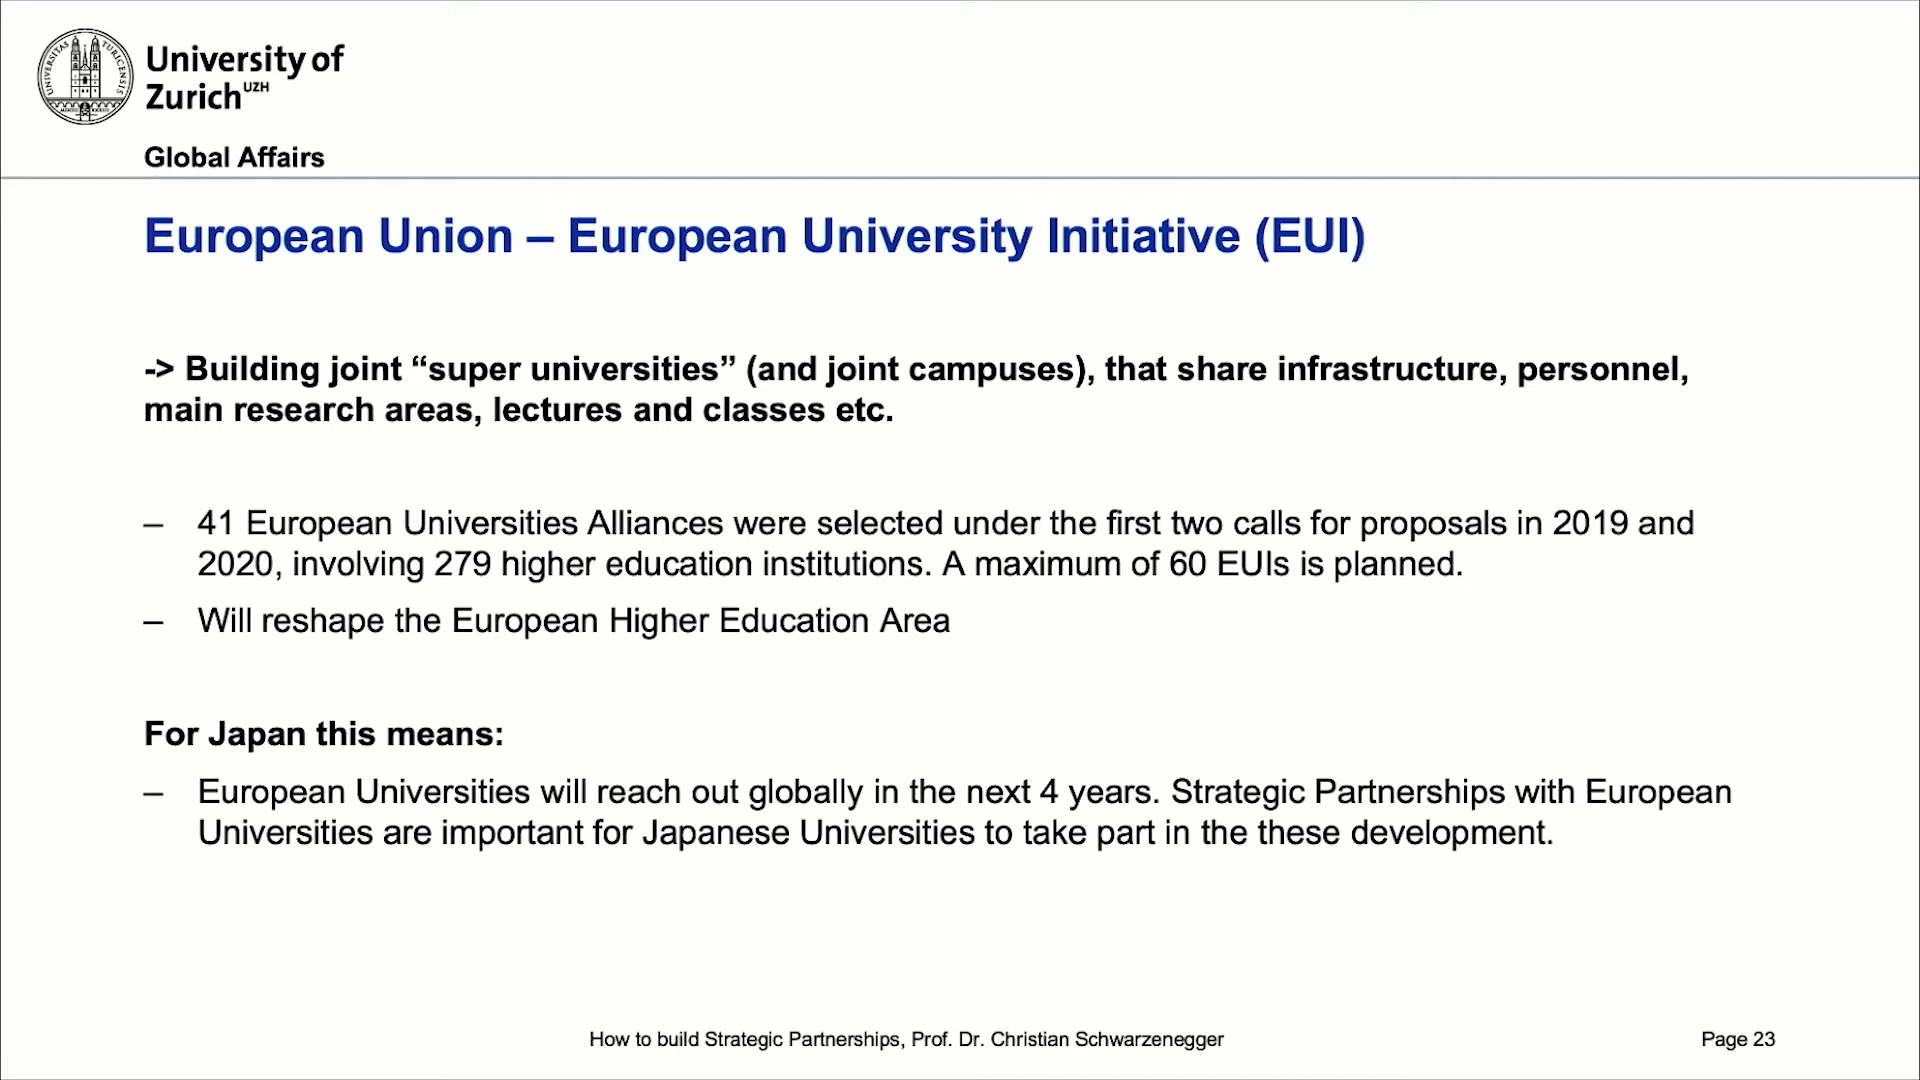 University of
Zurich UZH
Global Affairs
European Union – European University Initiative (EUI)
-> Building joint “super universities” (and joint campuses), that share infrastructure, personnel,
main research areas, lectures and classes etc.
– 41 European Universities Alliances were selected under the first two calls for proposals in 2019 and
2020, involving 279 higher education institutions. A maximum of 60 EUIs is planned.
– Will reshape the European Higher Education Area
For Japan this means:
– European Universities will reach out globally in the next 4 years. Strategic Partnerships with European
Universities are important for Japanese Universities to take part in the these development.
How to build Strategic Partnerships, Prof. Dr. Christian Schwarzenegger
Page 23